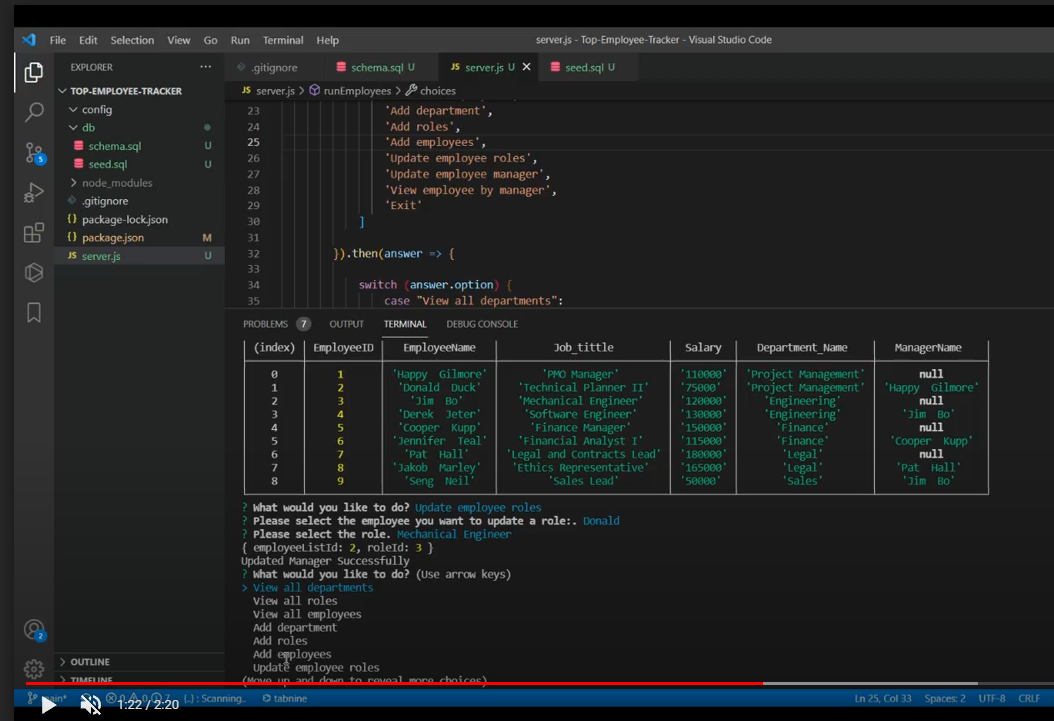 File Edit Selection View Go Run Terminal Help
server.js - Top-Employee-Tracker - Visual Studio Code
EXPLORER ...
.gitignore schema.sql U JS server.js U seed.sql U
TOP-EMPLOYEE-TRACKER
config
db
schema.sql U
seed.sql U
node_modules
.gitignore
{} package-lock.json
{} package.json M
JS server.js U
5
JS server.js > runEmployees > choices
23 'Add department',
24 'Add roles',
25 'Add employees',
26 'Update employee roles',
27 'Update employee manager',
28 'View employee by manager',
29 'Exit'
30 ]
31
32 }).then(answer => {
33
34 switch (answer.option) {
35 case "View all departments":
PROBLEMS 7 OUTPUT TERMINAL DEBUG CONSOLE
(index) EmployeeID EmployeeName Job_tittle Salary Department_Name ManagerName
0 1 'Happy Gilmore' 'PMO Manager' '110000' 'Project Management' null
1 2 'Donald Duck' 'Technical Planner II' '75000' 'Project Management' 'Happy Gilmore'
2 3 'Jim Bo' 'Mechanical Engineer' '120000' 'Engineering' null
3 4 'Derek Jeter' 'Software Engineer' '130000' 'Engineering' 'Jim Bo'
4 5 'Cooper Kupp' 'Finance Manager' '150000' 'Finance' null
5 6 'Jennifer Teal' 'Financial Analyst I' '115000' 'Finance' 'Cooper Kupp'
6 7 'Pat Hall' 'Legal and Contracts Lead' '180000' 'Legal' null
7 8 'Jakob Marley' 'Ethics Representative' '165000' 'Legal' 'Pat Hall'
8 9 'Seng Neil' 'Sales Lead' '50000' 'Sales' 'Jim Bo'
? What would you like to do? Update employee roles
? Please select the employee you want to update a role:. Donald
? Please select the role. Mechanical Engineer
{ employeeListId: 2, roleId: 3 }
Updated Manager Successfully
? What would you like to do? (Use arrow keys)
> View all departments
View all roles
View all employees
Add department
Add roles
Add employees
Update employee roles
(Move up and down to reveal more choices)
2
OUTLINE
TIMELINE
1:22 / 2:20
{..} : Scanning.. tabnine
Ln 25, Col 33 Spaces: 2 UTF-8 CRLF